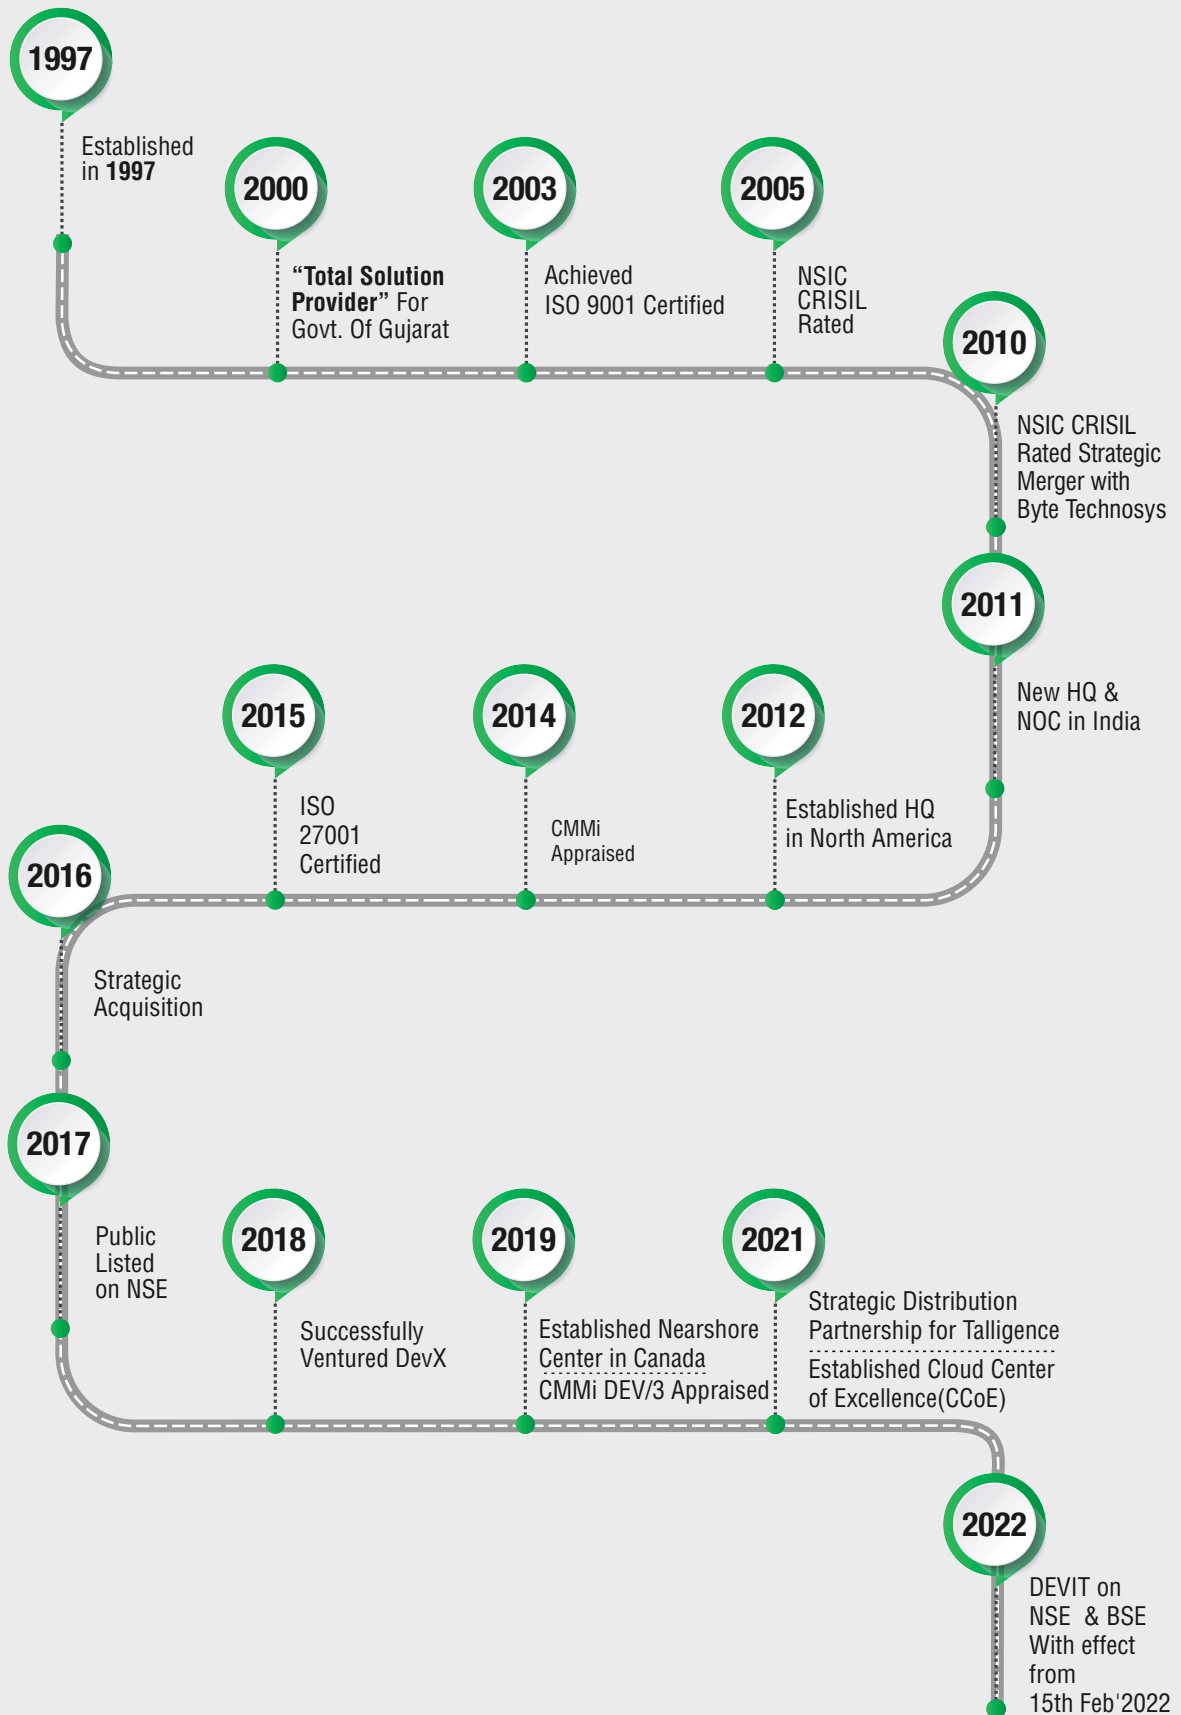 1997
Established
in 1997
2000
“Total Solution
Provider” For
Govt. Of Gujarat
2003
Achieved
ISO 9001 Certified
2005
NSIC
CRISIL
Rated
2010
NSIC CRISIL
Rated Strategic
Merger with
Byte Technosys
2011
New HQ &
NOC in India
2012
Established HQ
in North America
2014
CMMi
Appraised
2015
ISO
27001
Certified
2016
Strategic
Acquisition
2017
Public
Listed
on NSE
2018
Successfully
Ventured DevX
2019
Established Nearshore
Center in Canada
CMMi DEV/3 Appraised
2021
Strategic Distribution
Partnership for Talligence
Established Cloud Center
of Excellence(CCoE)
2022
DEVIT on
NSE & BSE
With effect
from
15th Feb'2022